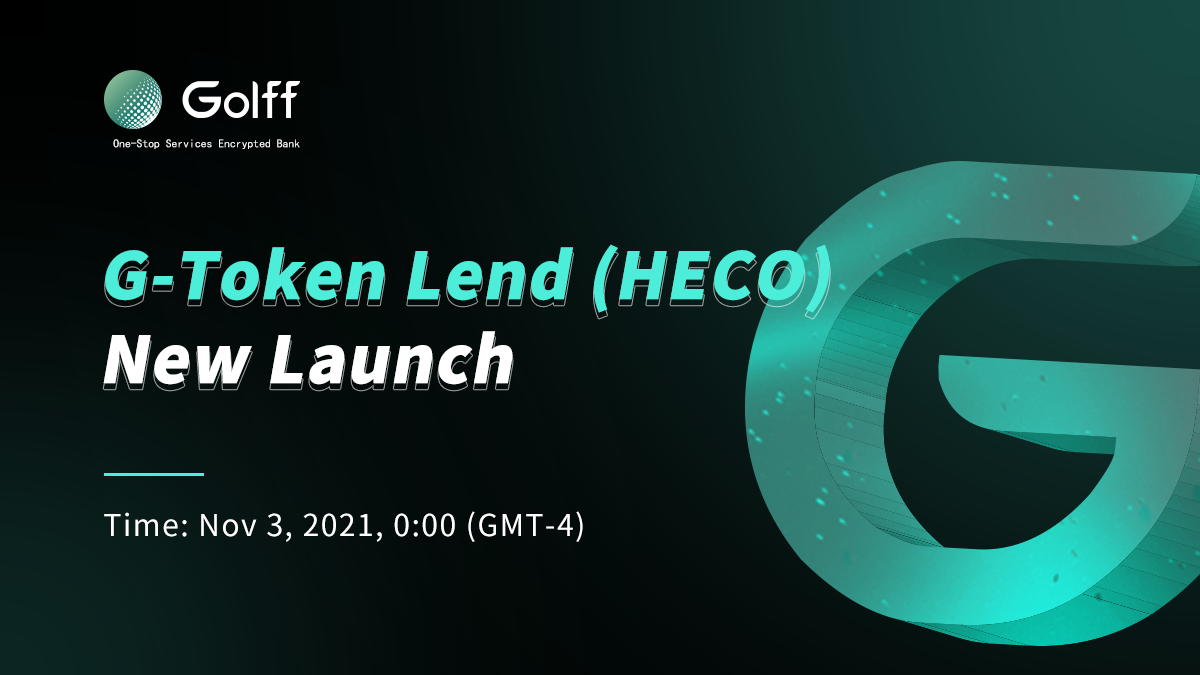 Golff
One-Stop Services Encrypted Bank
G-Token Lend (HECO)
New Launch
Time: Nov 3, 2021, 0:00 (GMT-4)